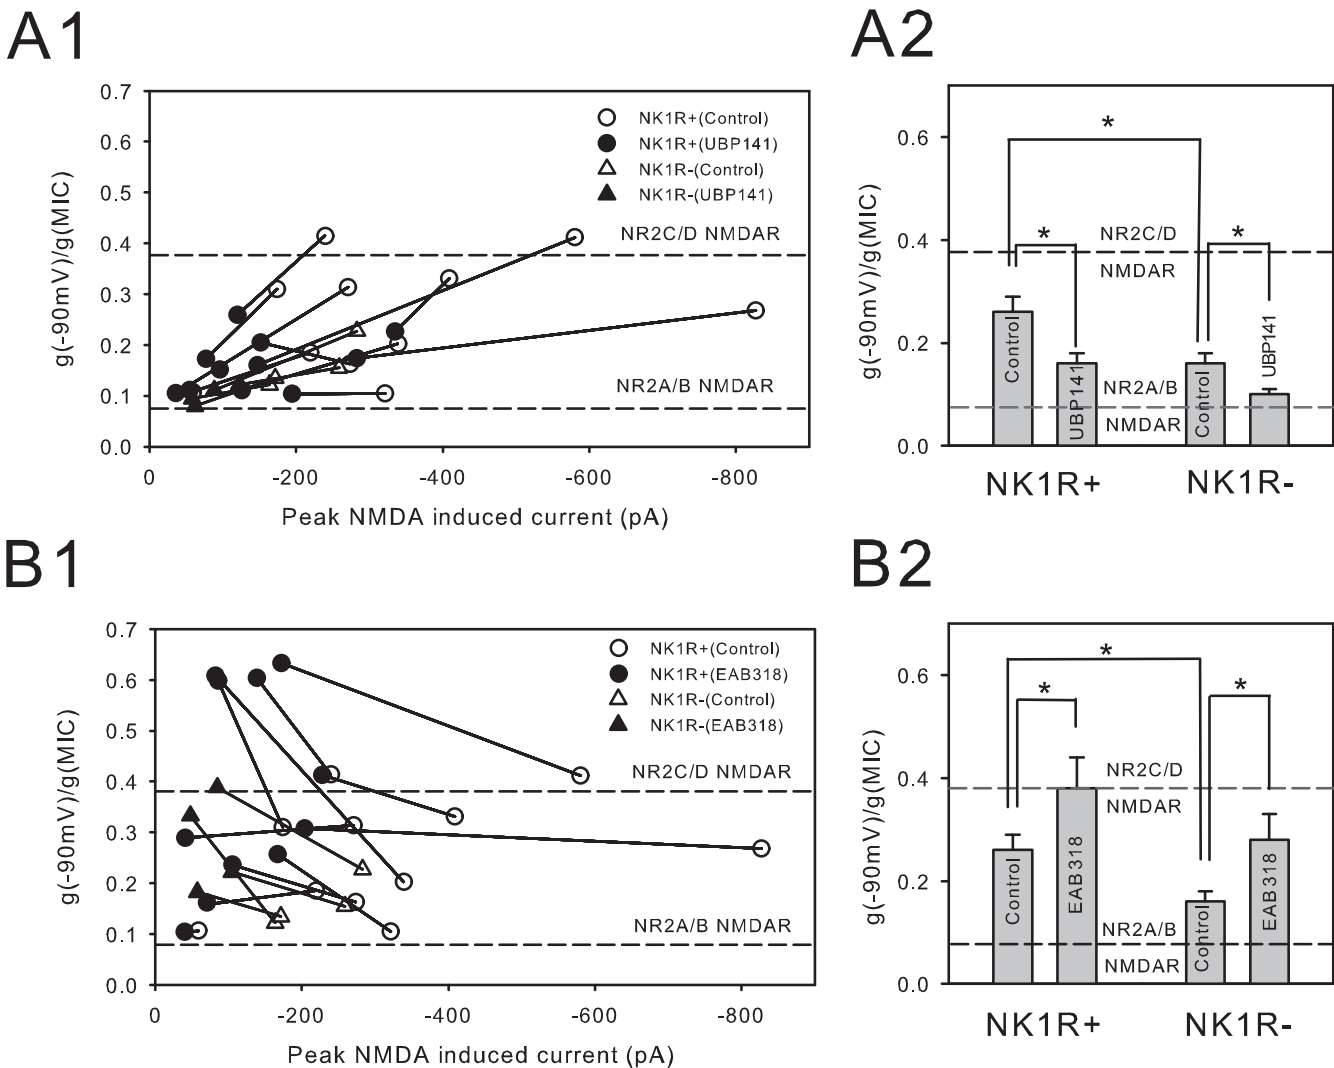 A1
g(-90mV)/g(MIC)
0.7
0.6
0.5
0.4
0.3
0.2
0.1
0.0
NK1R+(Control)
NK1R+(UBP141)
NK1R-(Control)
NK1R-(UBP141)
NR2C/D NMDAR
NR2A/B NMDAR
0 -200 -400 -600 -800
Peak NMDA induced current (pA)
A2
g(-90mV)/g(MIC)
0.6
0.4
0.2
0.0
*
*
*
NR2C/D
NMDAR
NR2A/B
NMDAR
Control
UBP141
Control
UBP141
NK1R+ NK1R-
B1
g(-90mV)/g(MIC)
0.7
0.6
0.5
0.4
0.3
0.2
0.1
0.0
NK1R+(Control)
NK1R+(EAB318)
NK1R-(Control)
NK1R-(EAB318)
NR2C/D NMDAR
NR2A/B NMDAR
0 -200 -400 -600 -800
Peak NMDA induced current (pA)
B2
g(-90mV)/g(MIC)
0.6
0.4
0.2
0.0
*
*
*
NR2C/D
NMDAR
NR2A/B
NMDAR
Control
EAB318
Control
EAB318
NK1R+ NK1R-